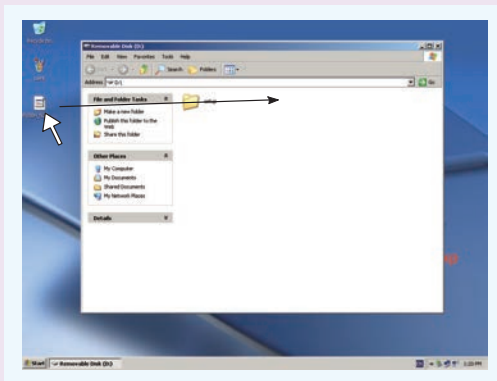 Removable Disk (D:)
File Edit View Favorites Tools Help
Search Folders
Address D:\ Go
File and Folder Tasks
Make a new folder
Publish this folder to the
Web
Share this folder
setup
Other Places
My Computer
My Documents
Shared Documents
My Network Places
Details
Start Removable Disk (D:)